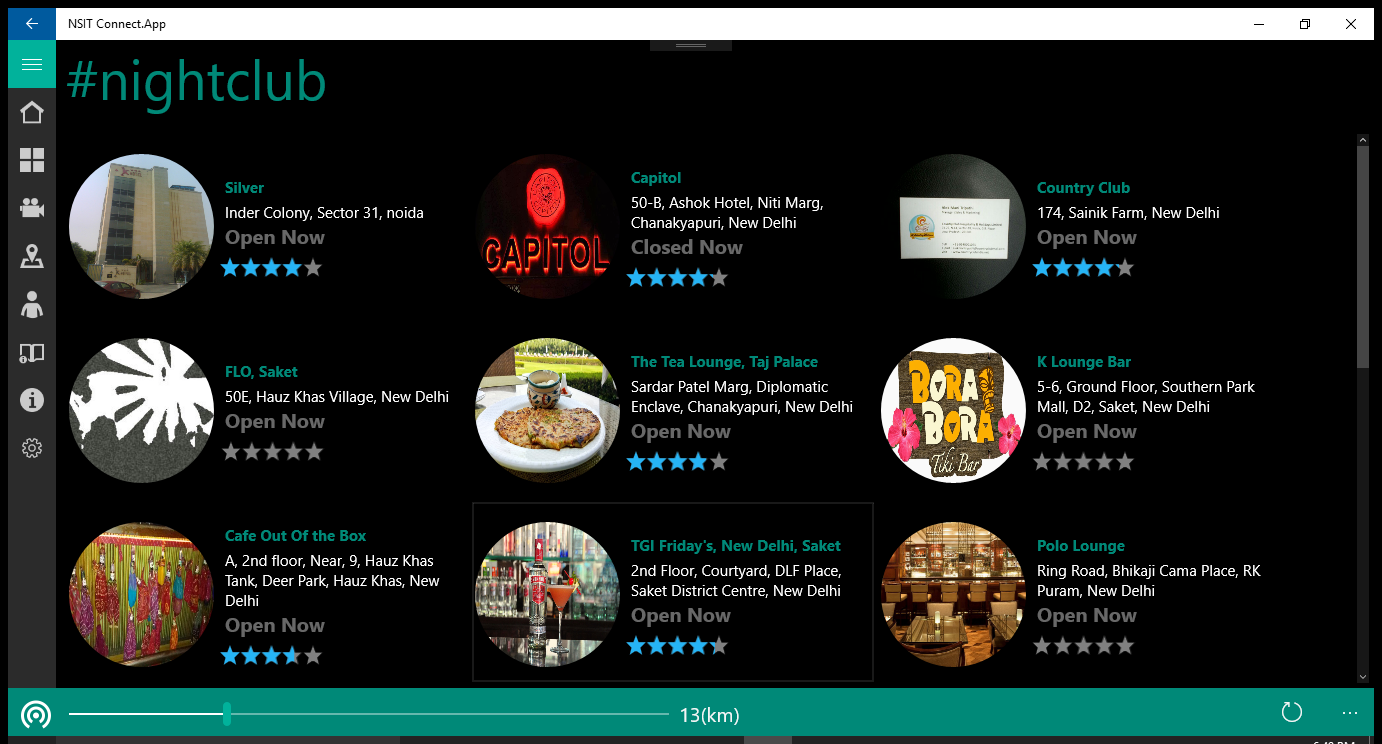 NSIT Connect.App
#nightclub
Silver
Inder Colony, Sector 31, noida
Open Now
Capitol
50-B, Ashok Hotel, Niti Marg,
Chanakyapuri, New Delhi
Closed Now
CAPITOL
Country Club
174, Sainik Farm, New Delhi
Open Now
FLO, Saket
50E, Hauz Khas Village, New Delhi
Open Now
The Tea Lounge, Taj Palace
Sardar Patel Marg, Diplomatic
Enclave, Chanakyapuri, New Delhi
Open Now
BORA
BORA
Tiki Bar
K Lounge Bar
5-6, Ground Floor, Southern Park
Mall, D2, Saket, New Delhi
Open Now
Cafe Out Of the Box
A, 2nd floor, Near, 9, Hauz Khas
Tank, Deer Park, Hauz Khas, New
Delhi
Open Now
TGI Friday's, New Delhi, Saket
2nd Floor, Courtyard, DLF Place,
Saket District Centre, New Delhi
Open Now
Polo Lounge
Ring Road, Bhikaji Cama Place, RK
Puram, New Delhi
Open Now
13(km)